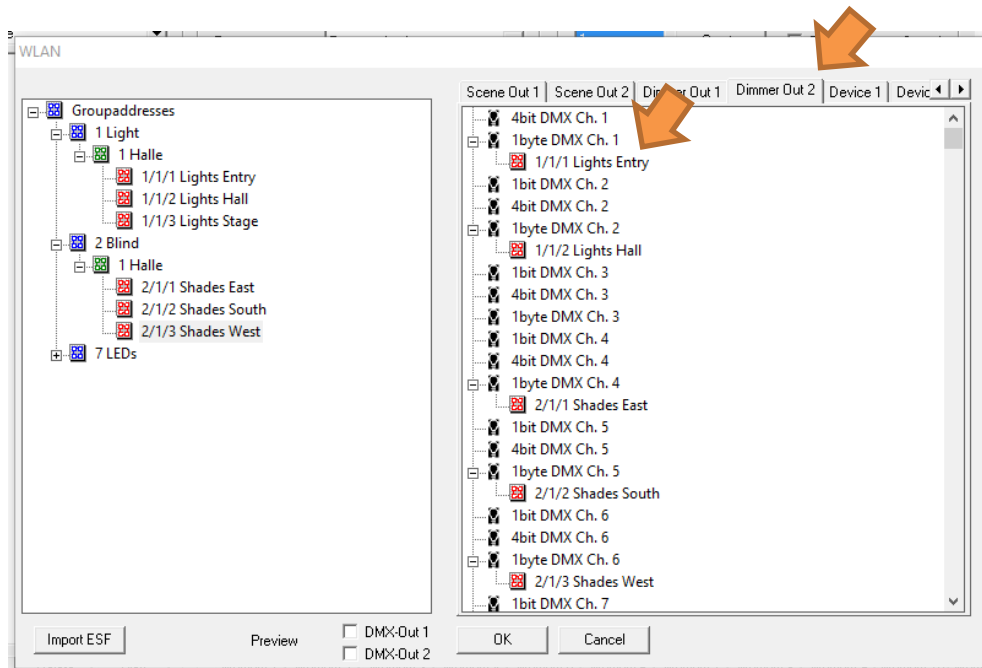 WLAN
Groupaddresses
1 Light
1 Halle
1/1/1 Lights Entry
1/1/2 Lights Hall
1/1/3 Lights Stage
2 Blind
1 Halle
2/1/1 Shades East
2/1/2 Shades South
2/1/3 Shades West
7 LEDs
Scene Out 1 Scene Out 2 Dimmer Out 1 Dimmer Out 2 Device 1 Devic
4bit DMX Ch. 1
1byte DMX Ch. 1
1/1/1 Lights Entry
1bit DMX Ch. 2
4bit DMX Ch. 2
1byte DMX Ch. 2
1/1/2 Lights Hall
1bit DMX Ch. 3
4bit DMX Ch. 3
1byte DMX Ch. 3
1bit DMX Ch. 4
4bit DMX Ch. 4
1byte DMX Ch. 4
2/1/1 Shades East
1bit DMX Ch. 5
4bit DMX Ch. 5
1byte DMX Ch. 5
2/1/2 Shades South
1bit DMX Ch. 6
4bit DMX Ch. 6
1byte DMX Ch. 6
2/1/3 Shades West
1bit DMX Ch. 7
Import ESF
Preview
DMX-Out 1
DMX-Out 2
OK
Cancel